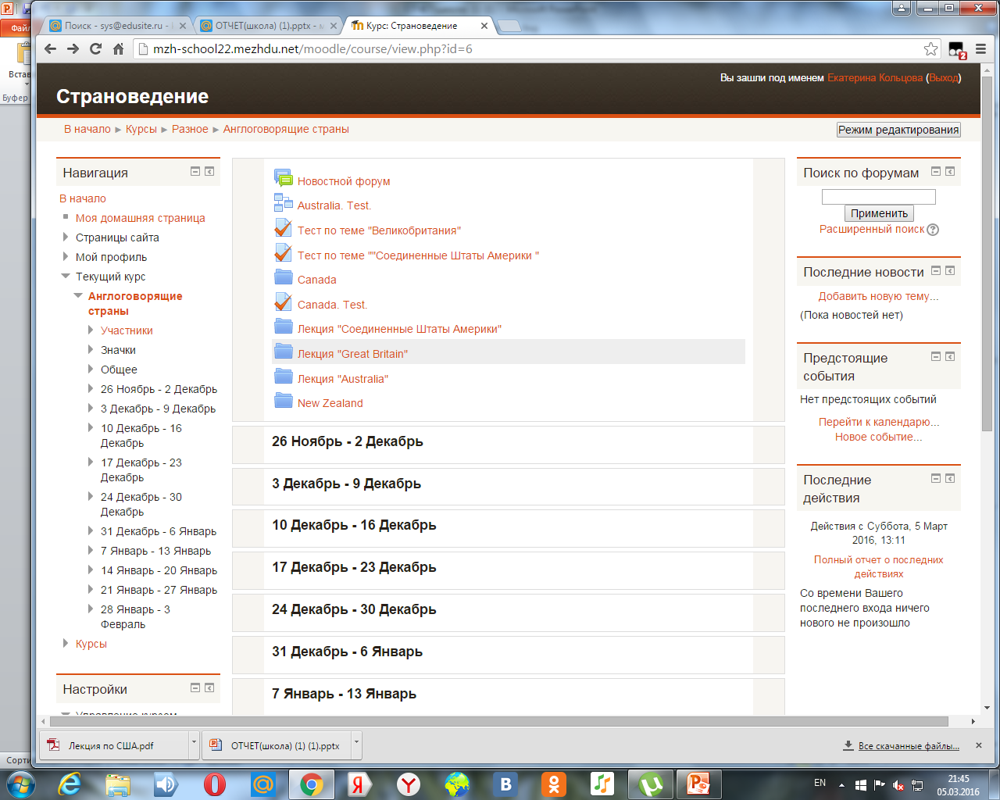 Поиск - sys@edusite.ru -
ОТЧЕТ(школа) (1).pptx -
Курс: Страноведение
Файл
mzh-school22.mezhdu.net/moodle/course/view.php?id=6
2
Встав
Буфер
Вы зашли под именем Екатерина Кольцова (Выход)
Страноведение
В начало ► Курсы ► Разное ► Англоговорящие страны
Режим редактирования
Навигация
В начало
Моя домашняя страница
Страницы сайта
Мой профиль
Текущий курс
Англоговорящие
страны
Участники
Значки
Общее
26 Ноябрь - 2 Декабрь
3 Декабрь - 9 Декабрь
10 Декабрь - 16
Декабрь
17 Декабрь - 23
Декабрь
24 Декабрь - 30
Декабрь
31 Декабрь - 6 Январь
7 Январь - 13 Январь
14 Январь - 20 Январь
21 Январь - 27 Январь
28 Январь - 3
Февраль
Курсы
Настройки
Управление курсом
Новостной форум
Australia. Test.
Тест по теме "Великобритания"
Тест по теме ""Соединенные Штаты Америки "
Canada
Canada. Test.
Лекция "Соединенные Штаты Америки"
Лекция "Great Britain"
Лекция "Australia"
New Zealand
26 Ноябрь - 2 Декабрь
3 Декабрь - 9 Декабрь
10 Декабрь - 16 Декабрь
17 Декабрь - 23 Декабрь
24 Декабрь - 30 Декабрь
31 Декабрь - 6 Январь
7 Январь - 13 Январь
Поиск по форумам
Применить
Расширенный поиск ?
Последние новости
Добавить новую тему...
(Пока новостей нет)
Предстоящие
события
Нет предстоящих событий
Перейти к календарю...
Новое событие...
Последние
действия
Действия с Суббота, 5 Март
2016, 13:11
Полный отчет о последних
действиях
Со времени Вашего
последнего входа ничего
нового не произошло
Лекция по США.pdf
ОТЧЕТ(школа) (1) (1).pptx
Все скачанные файлы...
Сорти
EN
21:45
05.03.2016